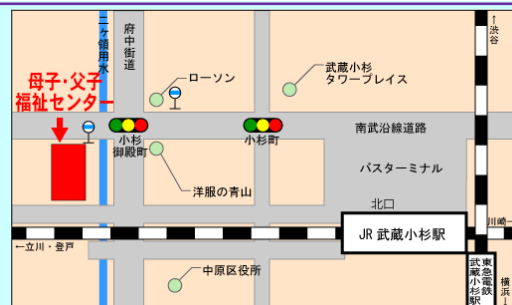 二ヶ領用水
府中街道
↑渋谷
母子・父子
福祉センター
ローソン
武蔵小杉
タワープレイス
小杉
御殿町
小杉町
南武沿線道路
バスターミナル
洋服の青山
北口
JR 武蔵小杉駅
川崎→
←立川・登戸
中原区役所
東急電鉄
武蔵小杉駅
横浜↓